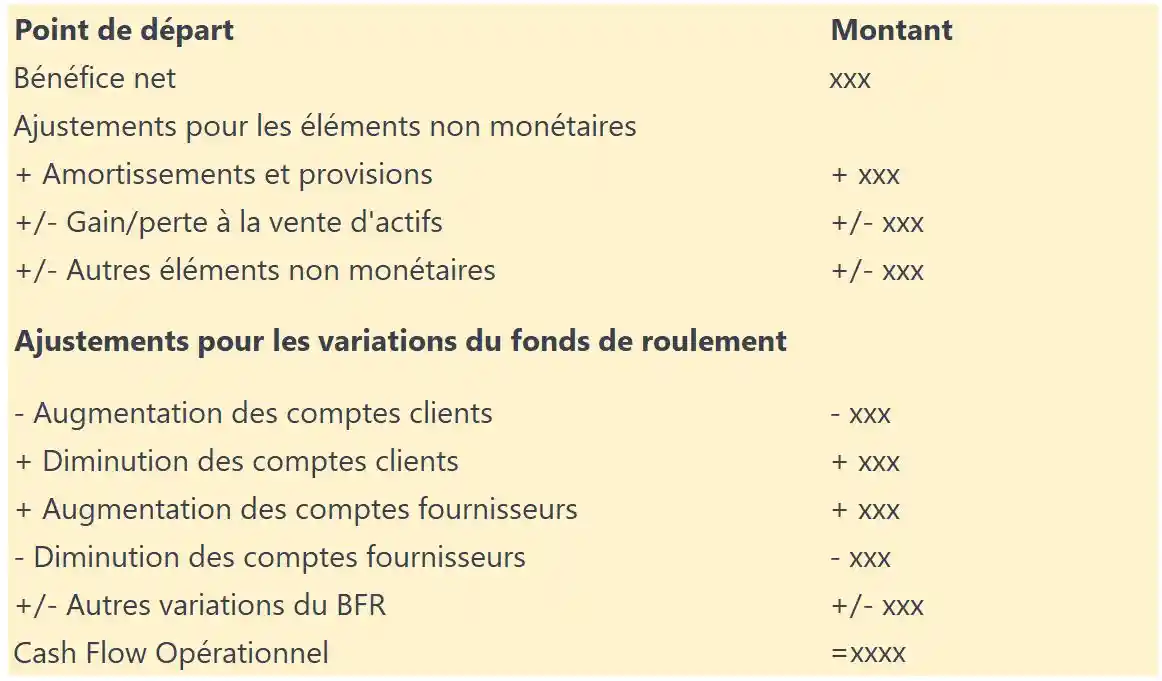 Point de départ Montant
Bénéfice net xxx
Ajustements pour les éléments non monétaires
+ Amortissements et provisions + xxx
+/- Gain/perte à la vente d'actifs +/- xxx
+/- Autres éléments non monétaires +/- xxx
Ajustements pour les variations du fonds de roulement
- Augmentation des comptes clients - xxx
+ Diminution des comptes clients + xxx
+ Augmentation des comptes fournisseurs + xxx
- Diminution des comptes fournisseurs - xxx
+/- Autres variations du BFR +/- xxx
Cash Flow Opérationnel =xxxx